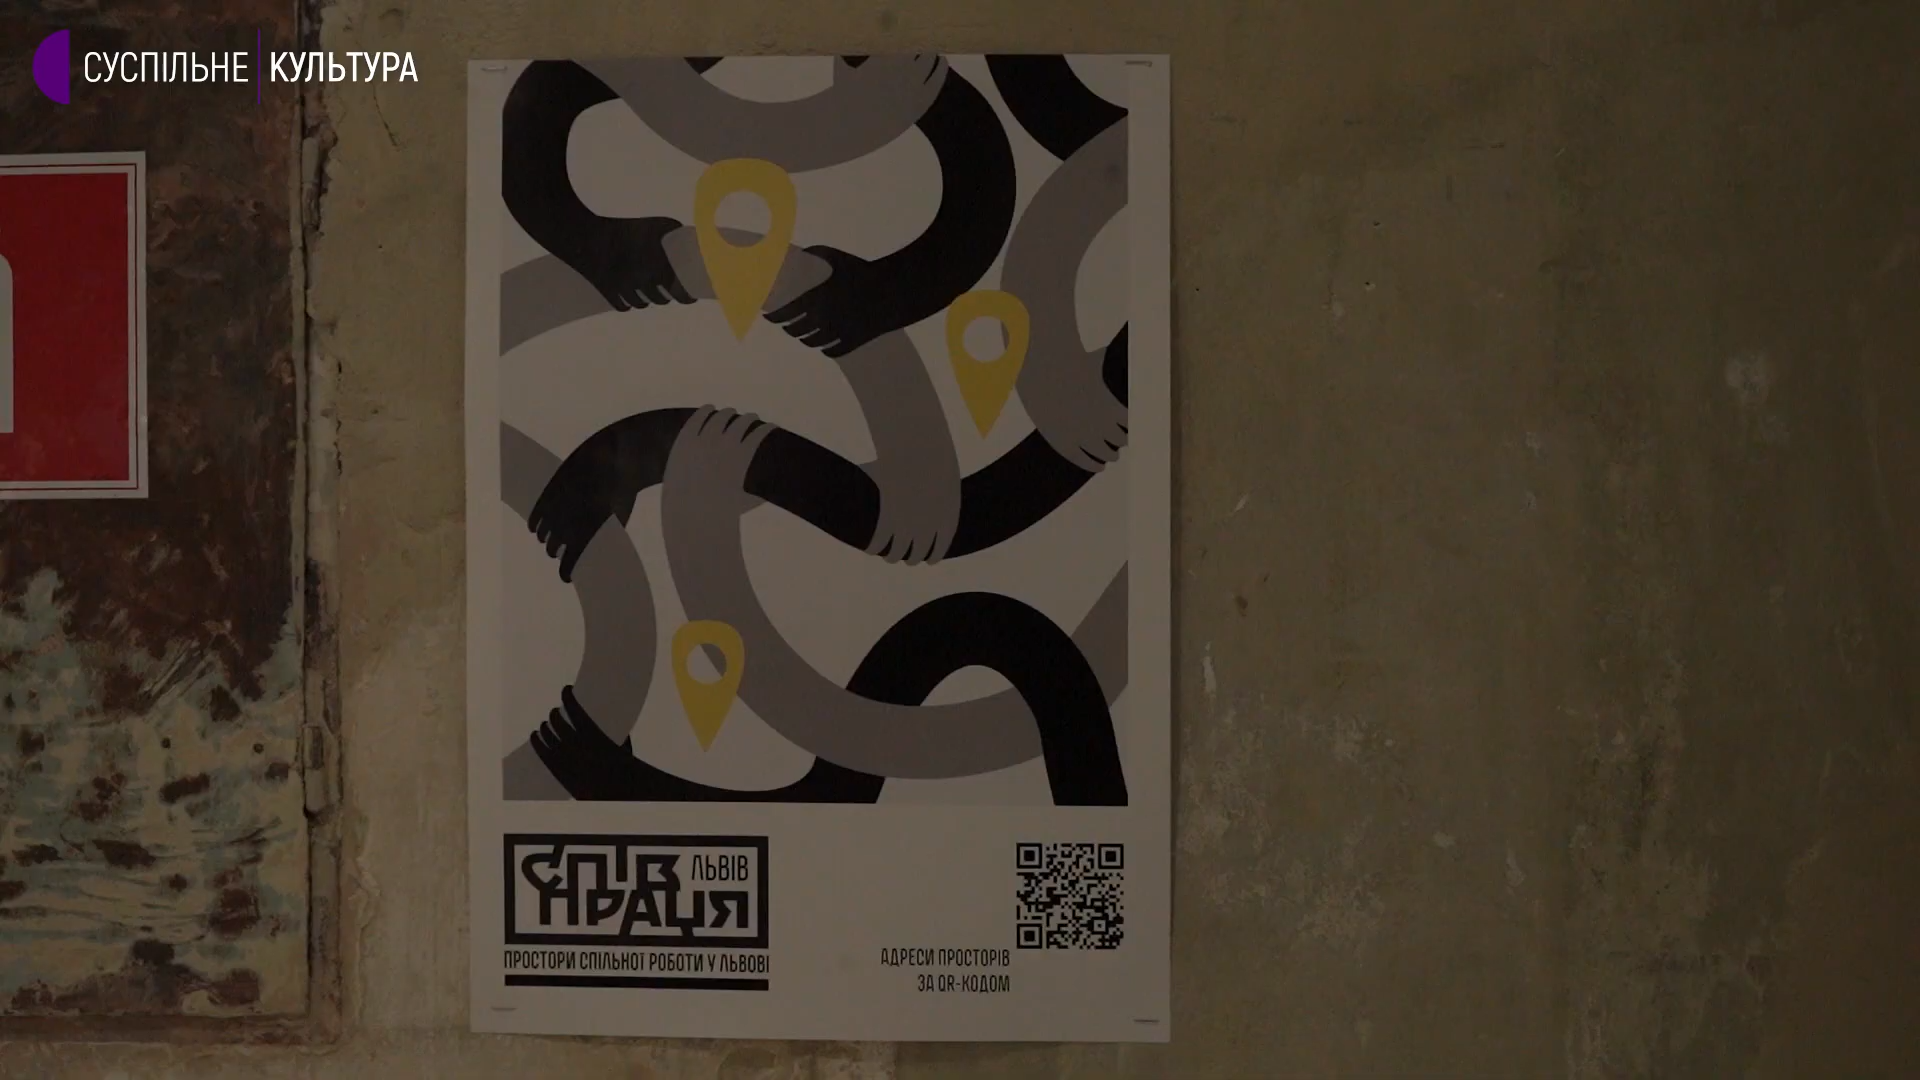 СУСПІЛЬНЕ КУЛЬТУРА
СПІВ ЛЬВІВ
ПРАЦЯ
ПРОСТОРИ СПІЛЬНОЇ РОБОТИ У ЛЬВОВІ
АДРЕСИ ПРОСТОРІВ
ЗА QR-КОДОМ